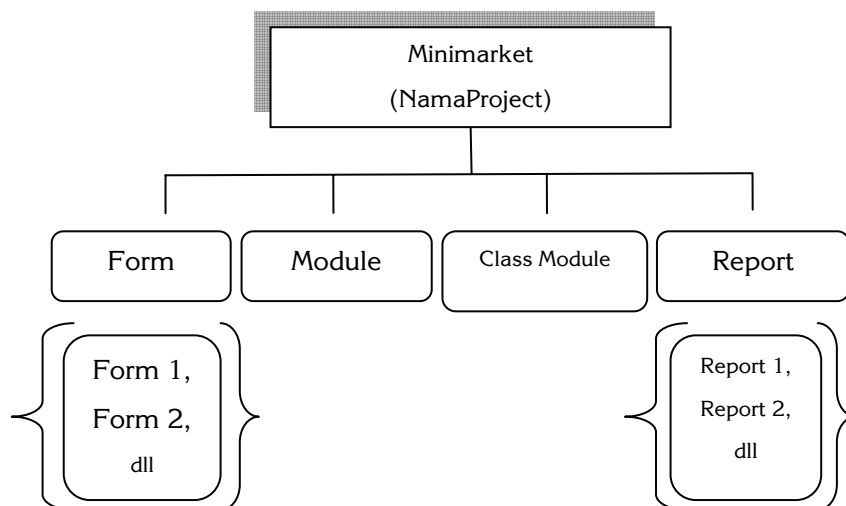 Minimarket
(NamaProject)
Form
Module
Class Module
Report
Form 1,
Form 2,
dll
Report 1,
Report 2,
dll